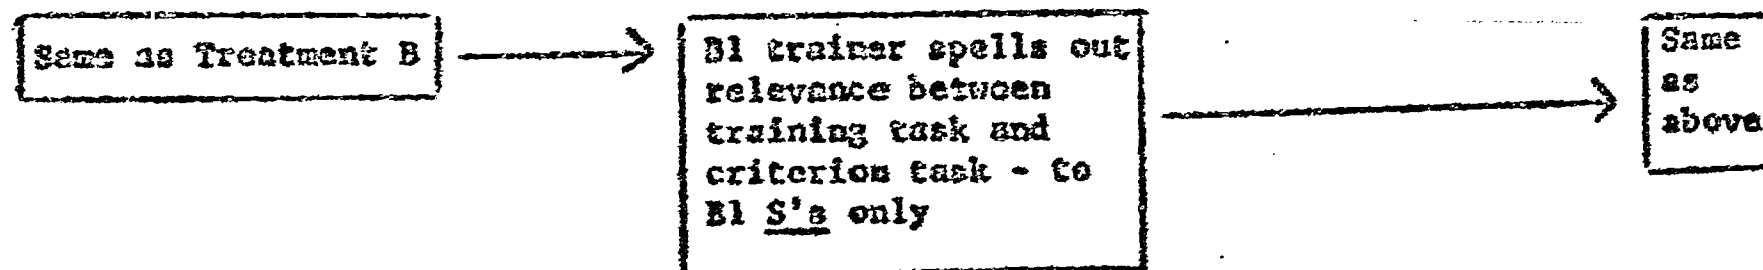 Same as Treatment B
B1 trainer spells out
relevance between
training task and
criterion task - to
B1 S's only
Same
as
above